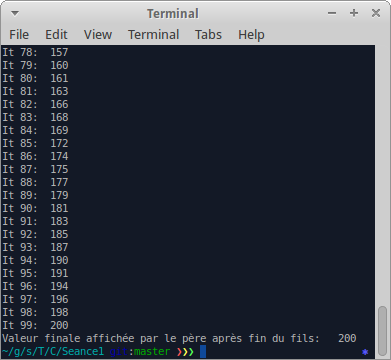 Terminal
File Edit View Terminal Tabs Help
It 78: 157
It 79: 160
It 80: 161
It 81: 163
It 82: 166
It 83: 168
It 84: 169
It 85: 172
It 86: 174
It 87: 175
It 88: 177
It 89: 179
It 90: 181
It 91: 183
It 92: 185
It 93: 187
It 94: 190
It 95: 191
It 96: 194
It 97: 196
It 98: 198
It 99: 200
Valeur finale affichée par le père après fin du fils: 200
~/g/s/T/C/Seance1 git:master ❯❯❯